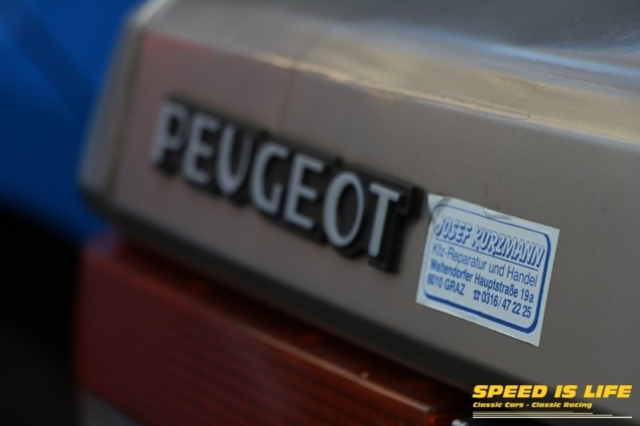 PEUGEOT
JOSEF KURZMANN
Kfz-Reparatur und Handel
Waltendorfer Hauptstraße 19a
8010 GRAZ ☎ 0316/47 22 25
SPEED IS LIFE
Classic Cars - Classic Racing